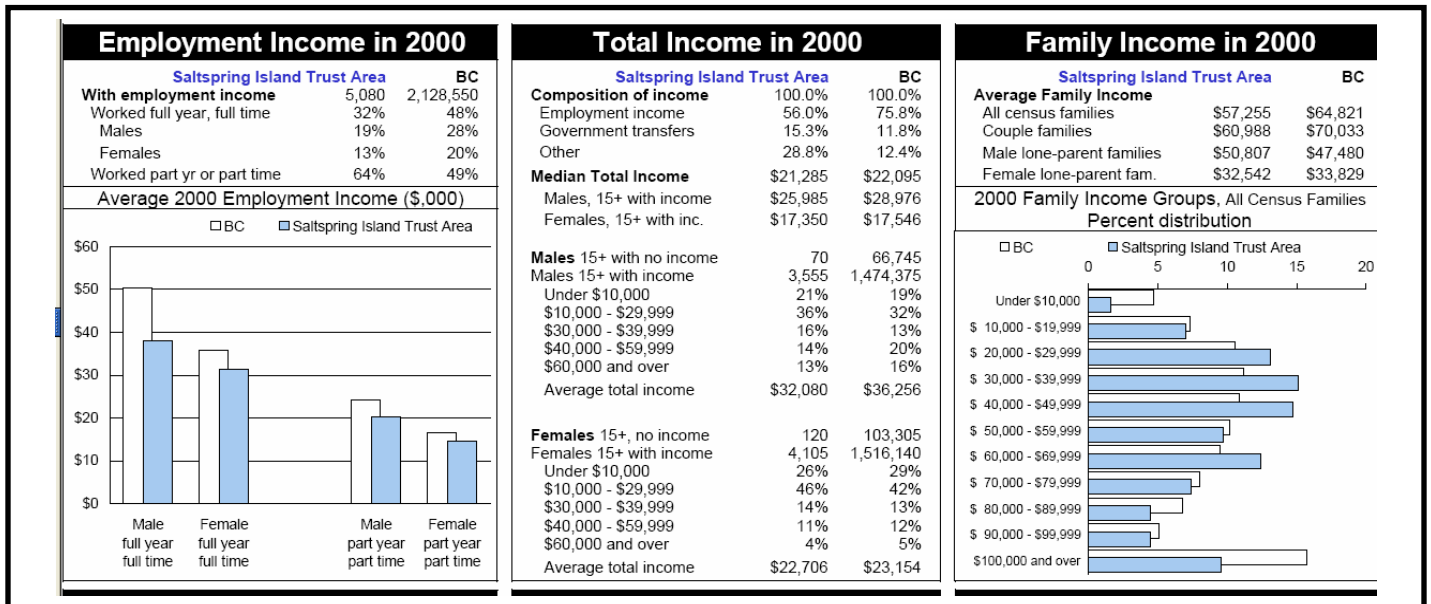 Employment Income in 2000
Saltspring Island Trust Area BC
With employment income 5,080 2,128,550
Worked full year, full time 32% 48%
Males 19% 28%
Females 13% 20%
Worked part yr or part time 64% 49%
Average 2000 Employment Income ($,000)
BC Saltspring Island Trust Area
$60
$50
$40
$30
$20
$10
$0
Male Female Male Female
full year full year part year part year
full time full time part time part time
Total Income in 2000
Saltspring Island Trust Area BC
Composition of income 100.0% 100.0%
Employment income 56.0% 75.8%
Government transfers 15.3% 11.8%
Other 28.8% 12.4%
Median Total Income $21,285 $22,095
Males, 15+ with income $25,985 $28,976
Females, 15+ with inc. $17,350 $17,546
Males 15+ with no income 70 66,745
Males 15+ with income 3,555 1,474,375
Under $10,000 21% 19%
$10,000 - $29,999 36% 32%
$30,000 - $39,999 16% 13%
$40,000 - $59,999 14% 20%
$60,000 and over 13% 16%
Average total income $32,080 $36,256
Females 15+, no income 120 103,305
Females 15+ with income 4,105 1,516,140
Under $10,000 26% 29%
$10,000 - $29,999 46% 42%
$30,000 - $39,999 14% 13%
$40,000 - $59,999 11% 12%
$60,000 and over 4% 5%
Average total income $22,706 $23,154
Family Income in 2000
Saltspring Island Trust Area BC
Average Family Income
All census families $57,255 $64,821
Couple families $60,988 $70,033
Male lone-parent families $50,807 $47,480
Female lone-parent fam. $32,542 $33,829
2000 Family Income Groups, All Census Families
Percent distribution
BC Saltspring Island Trust Area
0 5 10 15 20
Under $10,000
$ 10,000 - $19,999
$ 20,000 - $29,999
$ 30,000 - $39,999
$ 40,000 - $49,999
$ 50,000 - $59,999
$ 60,000 - $69,999
$ 70,000 - $79,999
$ 80,000 - $89,999
$ 90,000 - $99,999
$100,000 and over